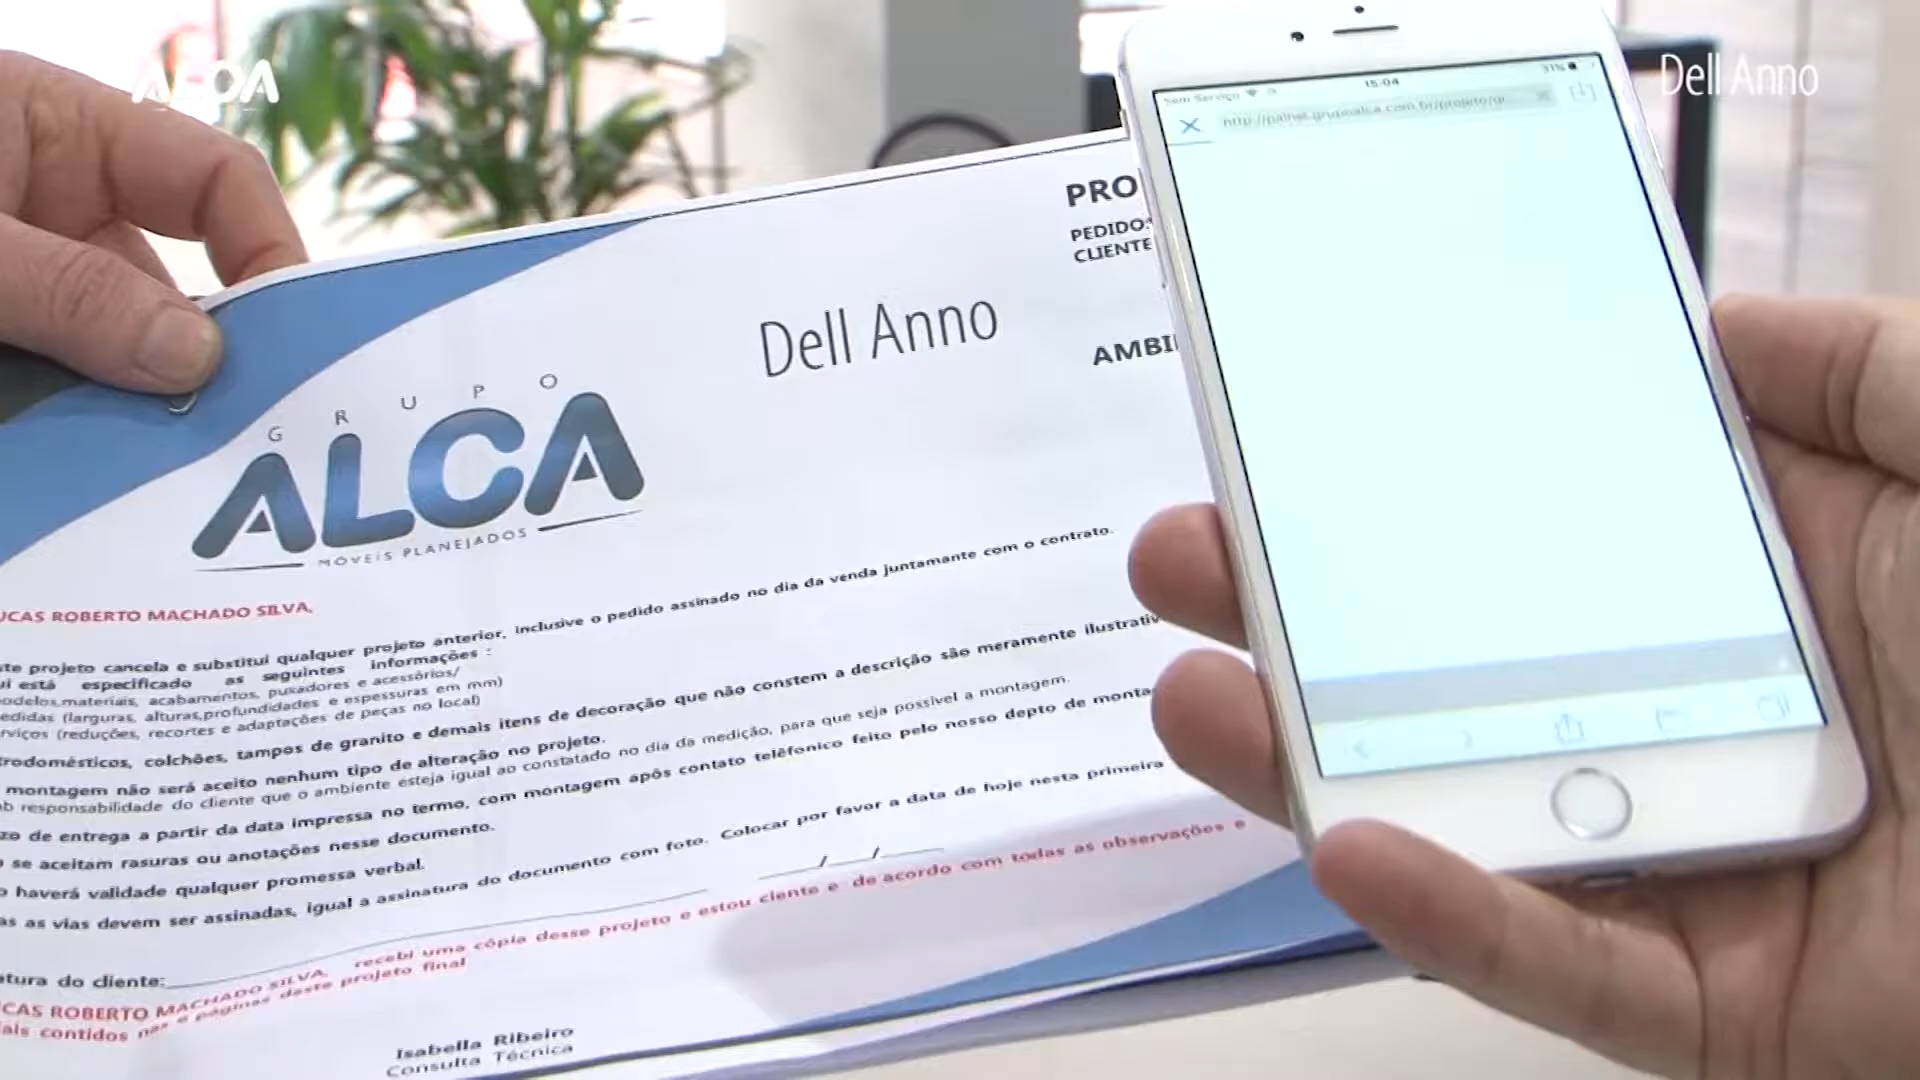 ALCA
Dell Anno
Sem Serviço
15:04
31%
PRO
PEDIDO
CLIENTE
AMBI
Dell Anno
GRUPO
ALCA
MÓVEIS PLANEJADOS
UCAS ROBERTO MACHADO SILVA,
ste projeto cancela e substitui qualquer projeto anterior, inclusive o pedido assinado no dia da venda juntamante com o contrato.
ui está especificado as seguintes informações :
odelos,materiais, acabamentos, puxadores e acessórios/
edidas (larguras, alturas,profundidades e espessuras em mm)
rviços (reduções, recortes e adaptações de peças no local)
trodomésticos, colchões, tampos de granito e demais itens de decoração que não constem a descrição são meramente ilustrativ
montagem não será aceito nenhum tipo de alteração no projeto.
ob responsabilidade do cliente que o ambiente esteja igual ao constatado no dia da medição, para que seja possível a montagem.
zo de entrega a partir da data impressa no termo, com montagem após contato telêfonico feito pelo nosso depto de monta
o se aceitam rasuras ou anotações nesse documento.
o haverá validade qualquer promessa verbal.
as as vias devem ser assinadas, igual a assinatura do documento com foto. Colocar por favor a data de hoje nesta primeira
atura do cliente:
CAS ROBERTO MACHADO SILVA, recebi uma cópia desse projeto e estou ciente e de acordo com todas as observações e
ais contidos nas e páginas deste projeto final
Isabella Ribeiro
Consulta Técnica